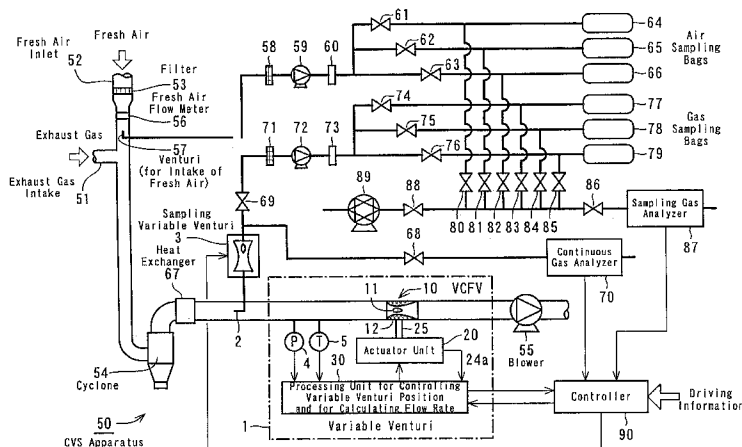 Fresh Air
Fresh Air
Inlet
52
Filter
53
Fresh Air
Flow Meter
56
Exhaust Gas
57
Venturi
(for Intake of
Fresh Air)
Exhaust Gas
Intake
51
58
59
60
61
62
63
64
65
66
Air
Sampling
Bags
71
72
73
74
75
76
77
78
79
Gas
Sampling
Bags
69
89
88
80
81
82
83
84
85
86
Sampling Gas
Analyzer
87
Sampling
Variable Venturi
3
Heat
Exchanger
67
68
Continuous
Gas Analyzer
70
2
10
VCFV
11
12
25
P
4
T
5
20
Actuator Unit
24a
55
Blower
54
Cyclone
30
Processing Unit for Controlling
Variable Venturi Position
and for Calculating Flow Rate
1
Variable Venturi
Controller
90
Driving
Information
50
CVS Apparatus